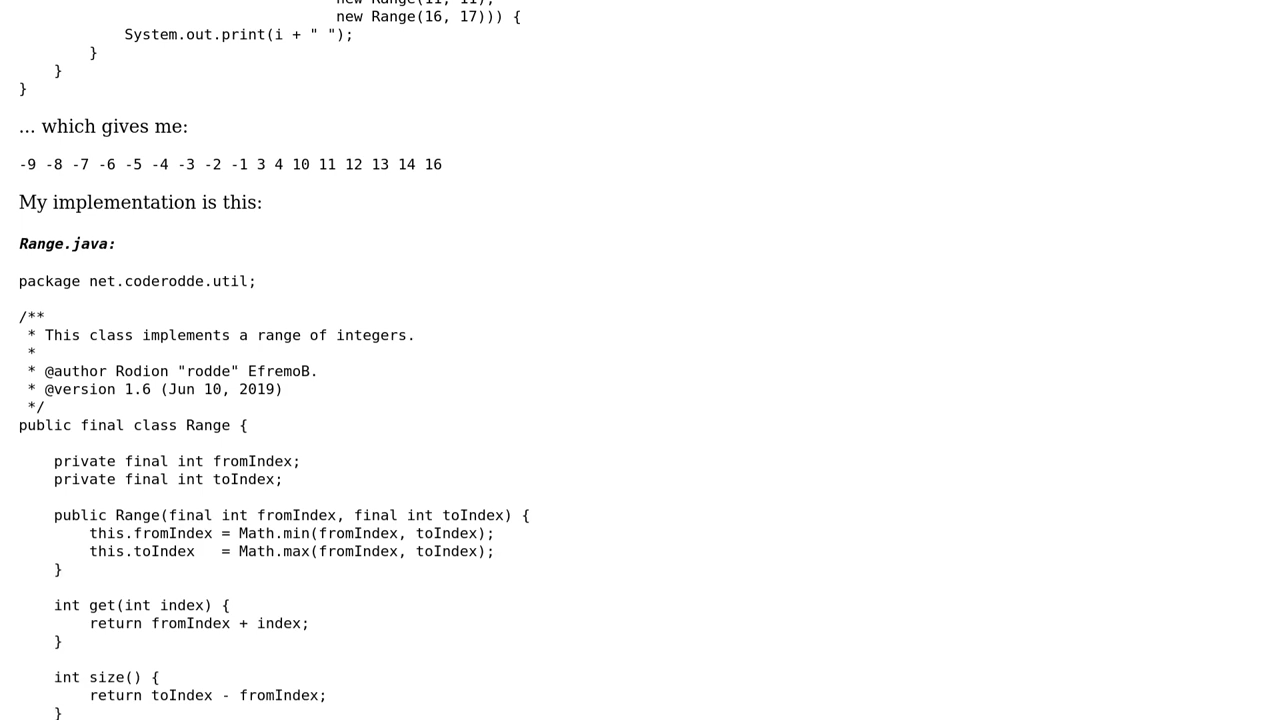 new Range(11, 11),
new Range(16, 17))) {
System.out.print(i + " ");
}
}
}
... which gives me:
-9 -8 -7 -6 -5 -4 -3 -2 -1 3 4 10 11 12 13 14 16
My implementation is this:
Range.java:
package net.coderodde.util;
/**
* This class implements a range of integers.
*
* @author Rodion "rodde" EfremoB.
* @version 1.6 (Jun 10, 2019)
*/
public final class Range {
private final int fromIndex;
private final int toIndex;
public Range(final int fromIndex, final int toIndex) {
this.fromIndex = Math.min(fromIndex, toIndex);
this.toIndex   = Math.max(fromIndex, toIndex);
}
int get(int index) {
return fromIndex + index;
}
int size() {
return toIndex - fromIndex;
}